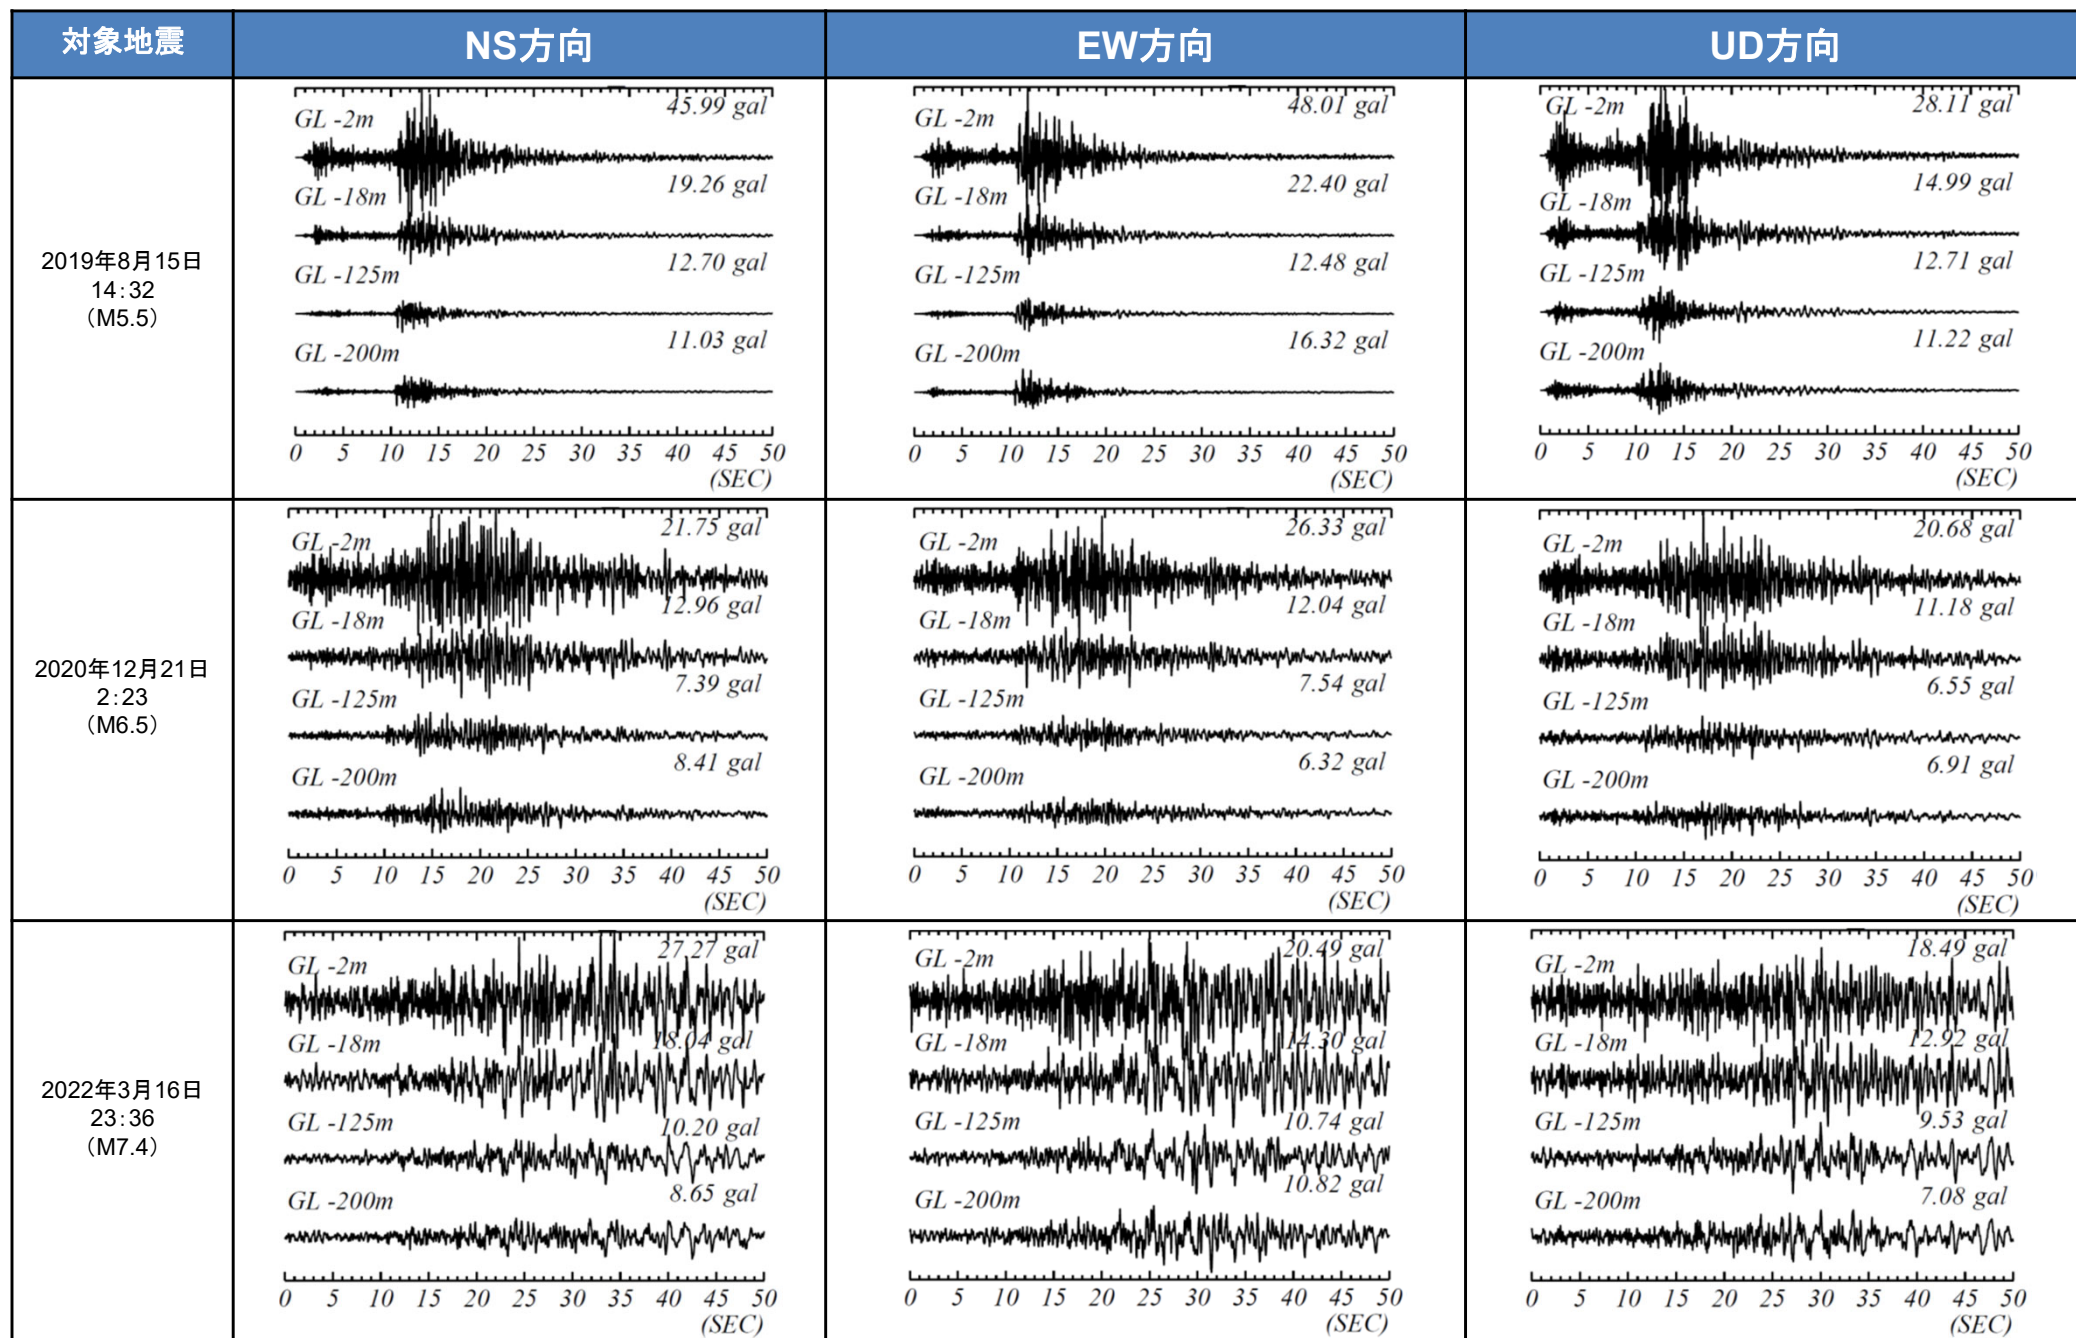 対象地震 NS方向 EW方向 UD方向
2019年8月15日
14：32
（M5.5）
GL -2m 45.99 gal
GL -18m 19.26 gal
GL -125m 12.70 gal
GL -200m 11.03 gal
0 5 10 15 20 25 30 35 40 45 50
(SEC)
GL -2m 48.01 gal
GL -18m 22.40 gal
GL -125m 12.48 gal
GL -200m 16.32 gal
0 5 10 15 20 25 30 35 40 45 50
(SEC)
GL -2m 28.11 gal
GL -18m 14.99 gal
GL -125m 12.71 gal
GL -200m 11.22 gal
0 5 10 15 20 25 30 35 40 45 50
(SEC)
2020年12月21日
2：23
（M6.5）
GL -2m 21.75 gal
GL -18m 12.96 gal
GL -125m 7.39 gal
GL -200m 8.41 gal
0 5 10 15 20 25 30 35 40 45 50
(SEC)
GL -2m 26.33 gal
GL -18m 12.04 gal
GL -125m 7.54 gal
GL -200m 6.32 gal
0 5 10 15 20 25 30 35 40 45 50
(SEC)
GL -2m 20.68 gal
GL -18m 11.18 gal
GL -125m 6.55 gal
GL -200m 6.91 gal
0 5 10 15 20 25 30 35 40 45 50
(SEC)
2022年3月16日
23：36
（M7.4）
GL -2m 27.27 gal
GL -18m 18.04 gal
GL -125m 10.20 gal
GL -200m 8.65 gal
0 5 10 15 20 25 30 35 40 45 50
(SEC)
GL -2m 20.49 gal
GL -18m 14.30 gal
GL -125m 10.74 gal
GL -200m 10.82 gal
0 5 10 15 20 25 30 35 40 45 50
(SEC)
GL -2m 18.49 gal
GL -18m 12.92 gal
GL -125m 9.53 gal
GL -200m 7.08 gal
0 5 10 15 20 25 30 35 40 45 50
(SEC)